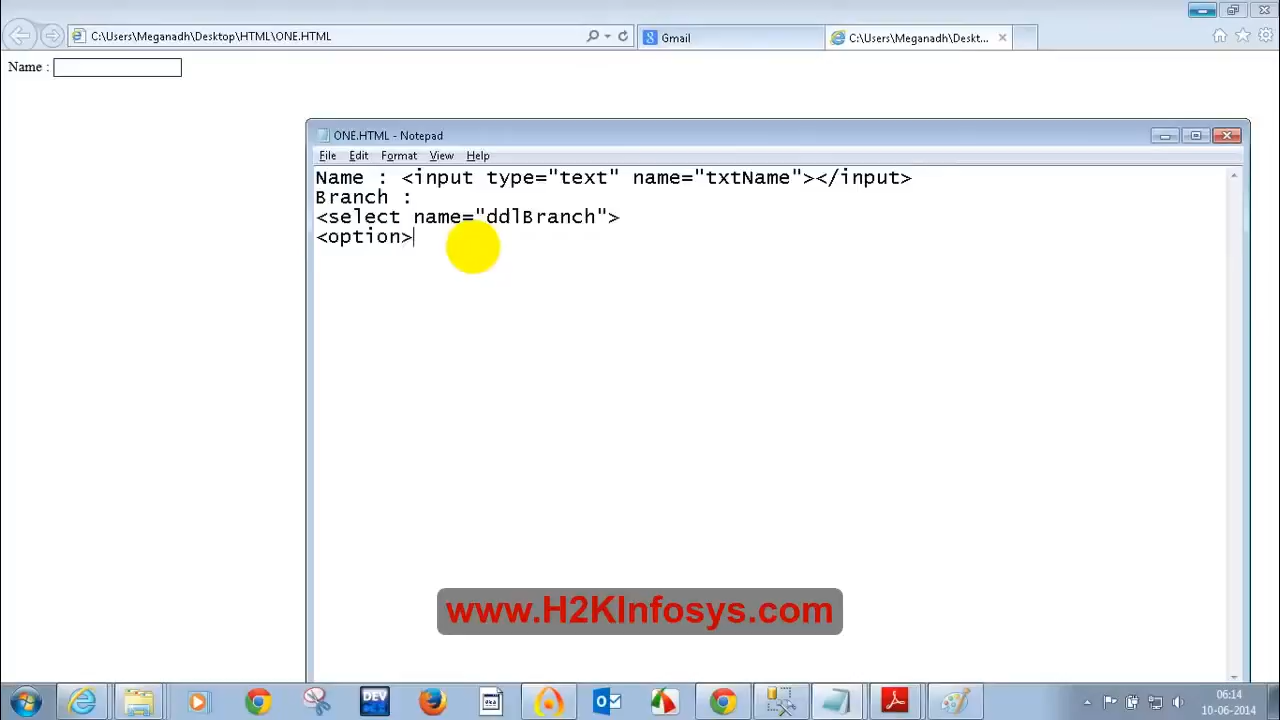 C:\Users\Meganadh\Desktop\HTML\ONE.HTML
Gmail
C:\Users\Meganadh\Deskt...
Name :
ONE.HTML - Notepad
File Edit Format View Help
Name : <input type="text" name="txtName"></input>
Branch :
<select name="ddlBranch">
<option>
www.H2KInfosys.com
DEV
06:14
10-06-2014